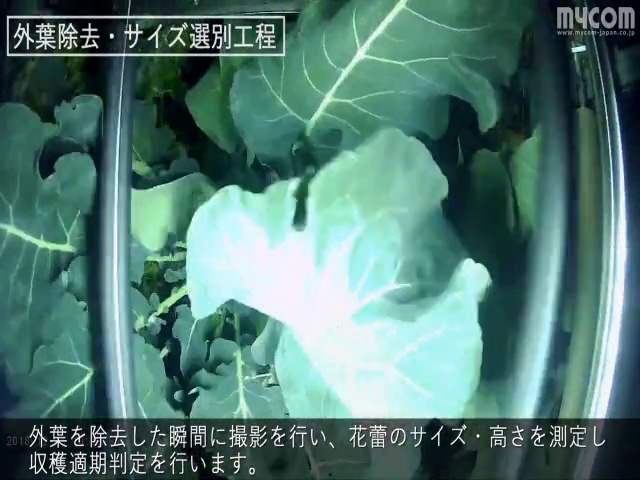 外葉除去・サイズ選別工程
mycom
www.mycom-japan.co.jp
2018
外葉を除去した瞬間に撮影を行い、花蕾のサイズ・高さを測定し
収穫適期判定を行います。